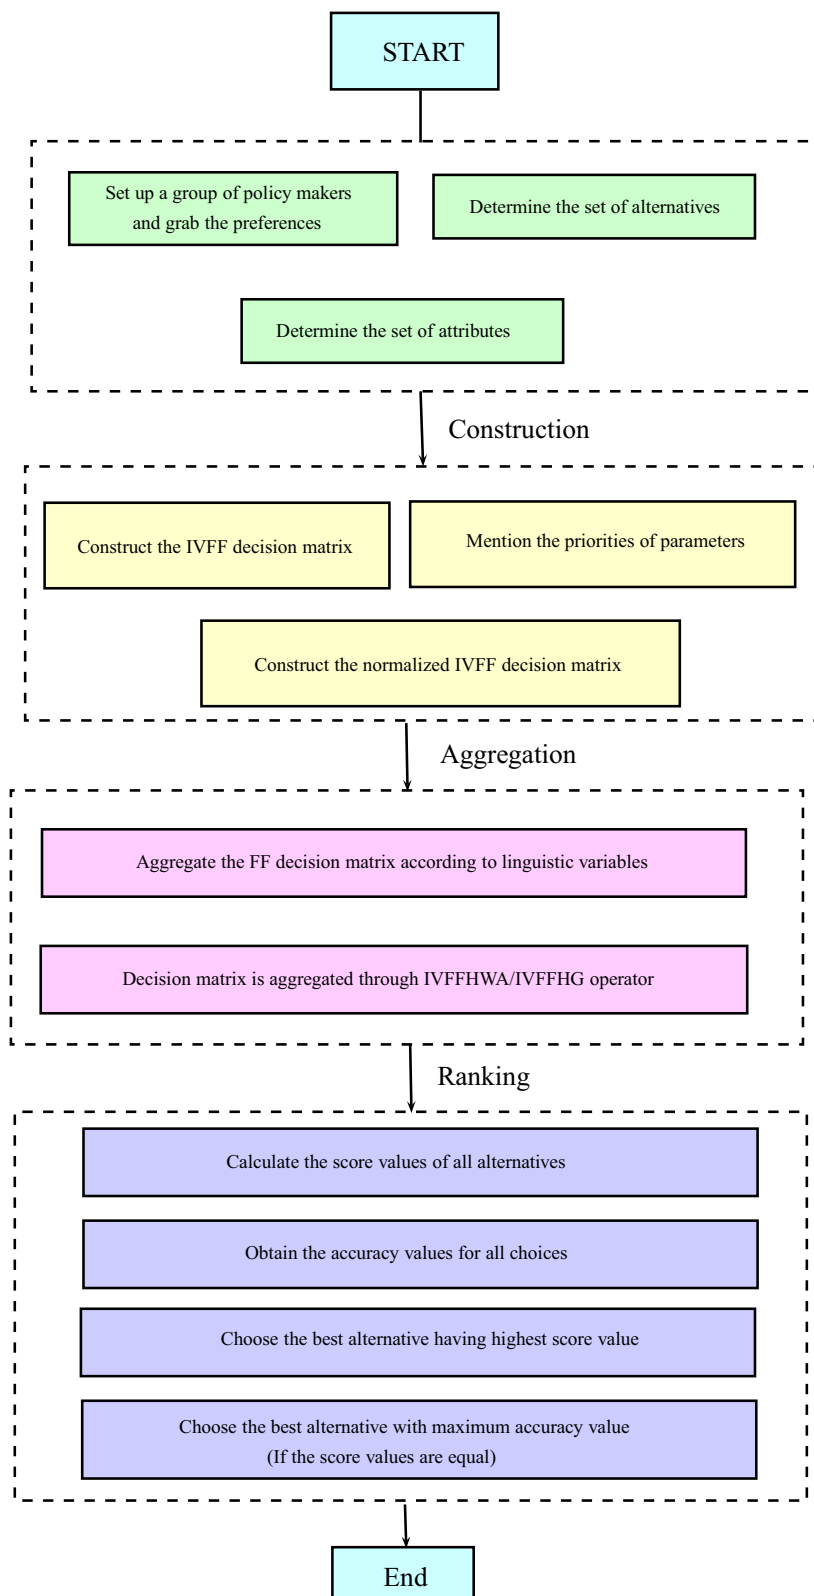 START
Set up a group of policy makers
and grab the preferences
Determine the set of alternatives
Determine the set of attributes
Construction
Construct the IVFF decision matrix
Mention the priorities of parameters
Construct the normalized IVFF decision matrix
Aggregation
Aggregate the FF decision matrix according to linguistic variables
Decision matrix is aggregated through IVFFHWA/IVFFHG operator
Ranking
Calculate the score values of all alternatives
Obtain the accuracy values for all choices
Choose the best alternative having highest score value
Choose the best alternative with maximum accuracy value
(If the score values are equal)
End